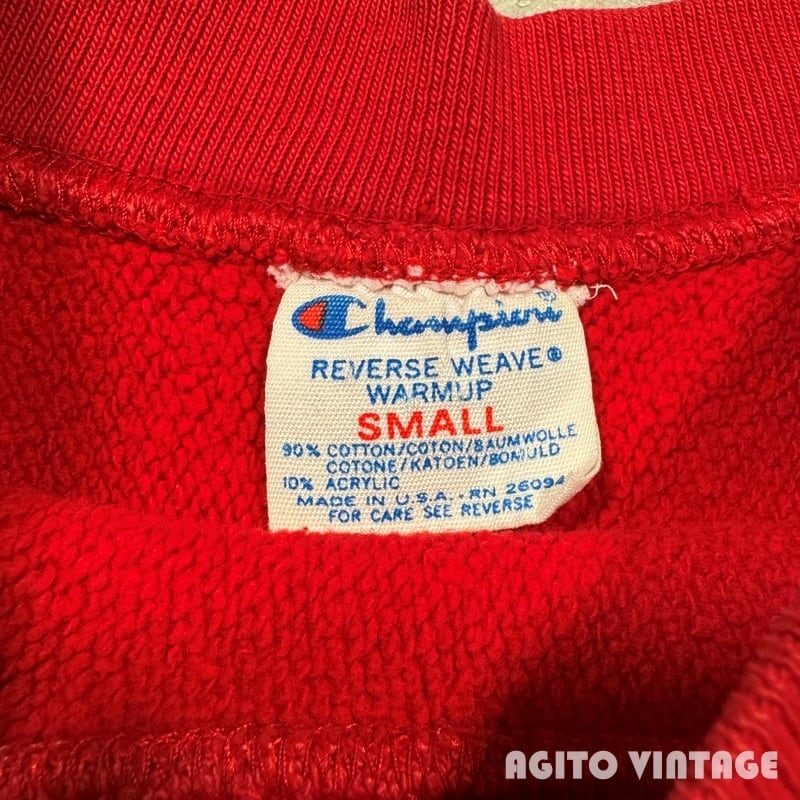 Champion
REVERSE WEAVE®
WARMUP
SMALL
90% COTTON/COTON/BAUMWOLLE
COTONE/KATOEN/BOMULD
10% ACRYLIC
MADE IN U.S.A.-RN 26094
FOR CARE SEE REVERSE
AGITO VINTAGE